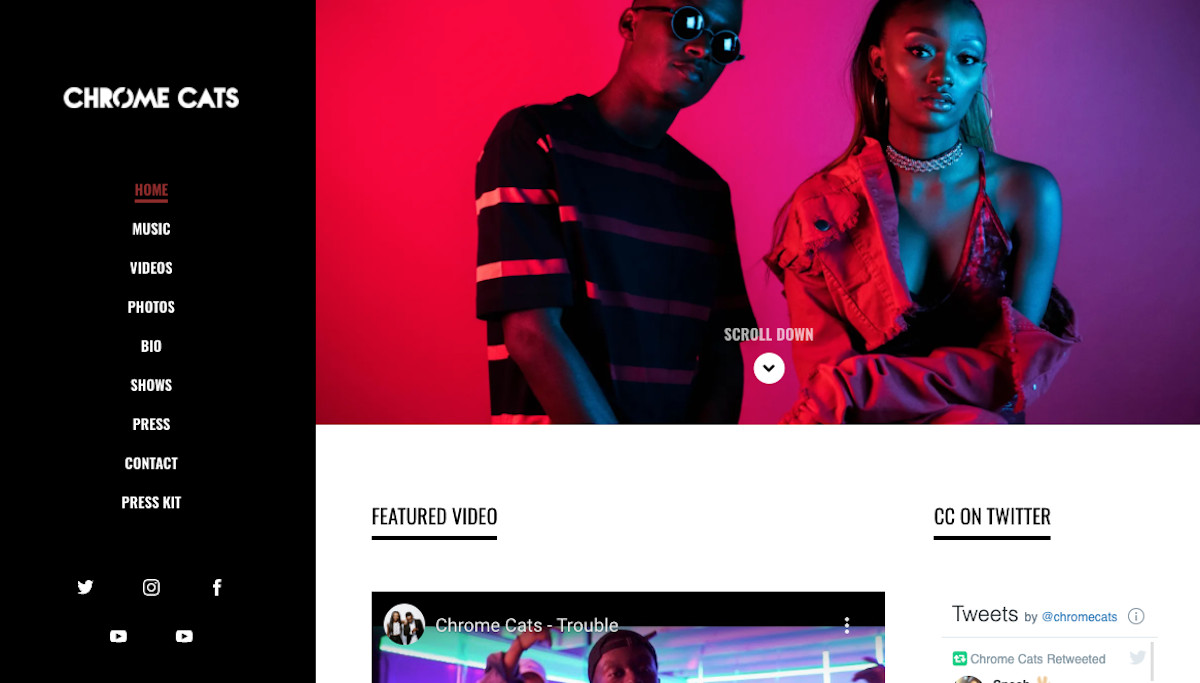 CHROME CATS
HOME
MUSIC
VIDEOS
PHOTOS
BIO
SHOWS
PRESS
CONTACT
PRESS KIT
SCROLL DOWN
FEATURED VIDEO
Chrome Cats - Trouble
CC ON TWITTER
Tweets by @chromecats
Chrome Cats Retweeted